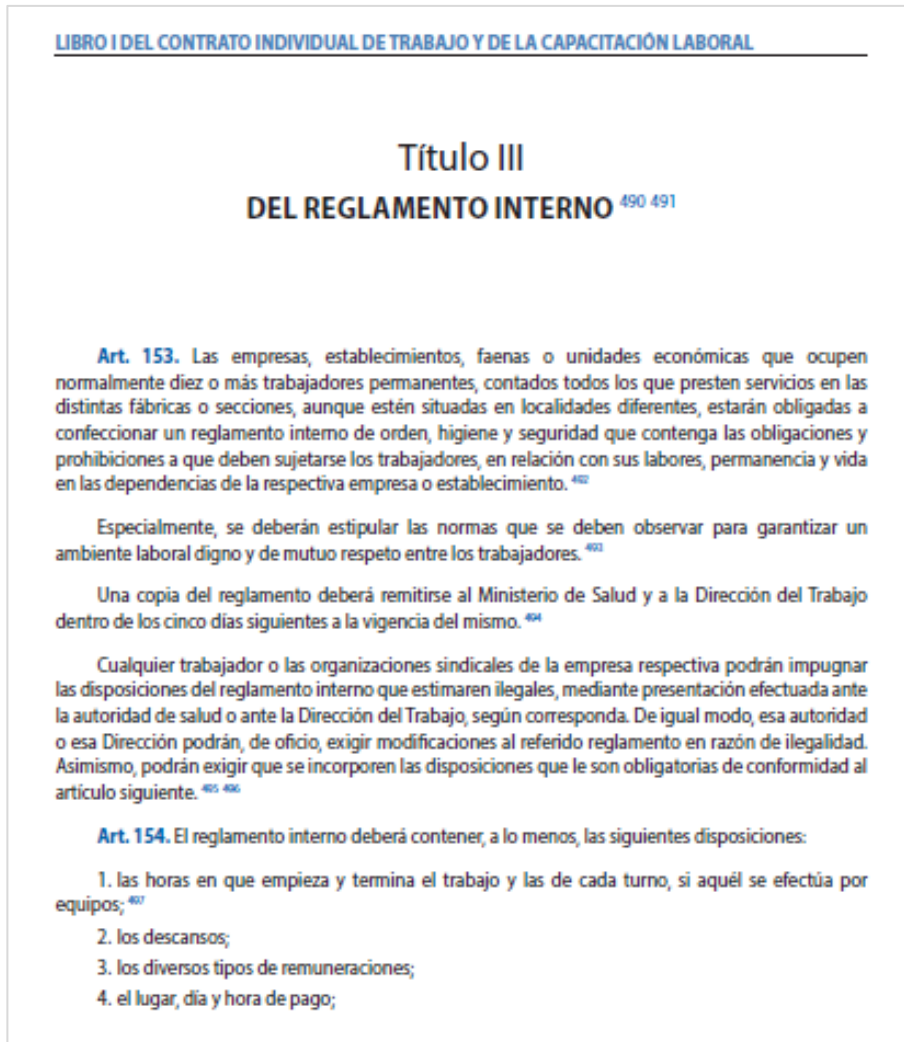 LIBRO I DEL CONTRATO INDIVIDUAL DE TRABAJO Y DE LA CAPACITACIÓN LABORAL
Título III
DEL REGLAMENTO INTERNO 490 491
Art. 153. Las empresas, establecimientos, faenas o unidades económicas que ocupen
normalmente diez o más trabajadores permanentes, contados todos los que presten servicios en las
distintas fábricas o secciones, aunque estén situadas en localidades diferentes, estarán obligadas a
confeccionar un reglamento interno de orden, higiene y seguridad que contenga las obligaciones y
prohibiciones a que deben sujetarse los trabajadores, en relación con sus labores, permanencia y vida
en las dependencias de la respectiva empresa o establecimiento. 492
Especialmente, se deberán estipular las normas que se deben observar para garantizar un
ambiente laboral digno y de mutuo respeto entre los trabajadores. 493
Una copia del reglamento deberá remitirse al Ministerio de Salud y a la Dirección del Trabajo
dentro de los cinco días siguientes a la vigencia del mismo. 494
Cualquier trabajador o las organizaciones sindicales de la empresa respectiva podrán impugnar
las disposiciones del reglamento interno que estimaren ilegales, mediante presentación efectuada ante
la autoridad de salud o ante la Dirección del Trabajo, según corresponda. De igual modo, esa autoridad
o esa Dirección podrán, de oficio, exigir modificaciones al referido reglamento en razón de ilegalidad.
Asimismo, podrán exigir que se incorporen las disposiciones que le son obligatorias de conformidad al
artículo siguiente. 495 496
Art. 154. El reglamento interno deberá contener, a lo menos, las siguientes disposiciones:
1. las horas en que empieza y termina el trabajo y las de cada turno, si aquél se efectúa por
equipos; 497
2. los descansos;
3. los diversos tipos de remuneraciones;
4. el lugar, día y hora de pago;